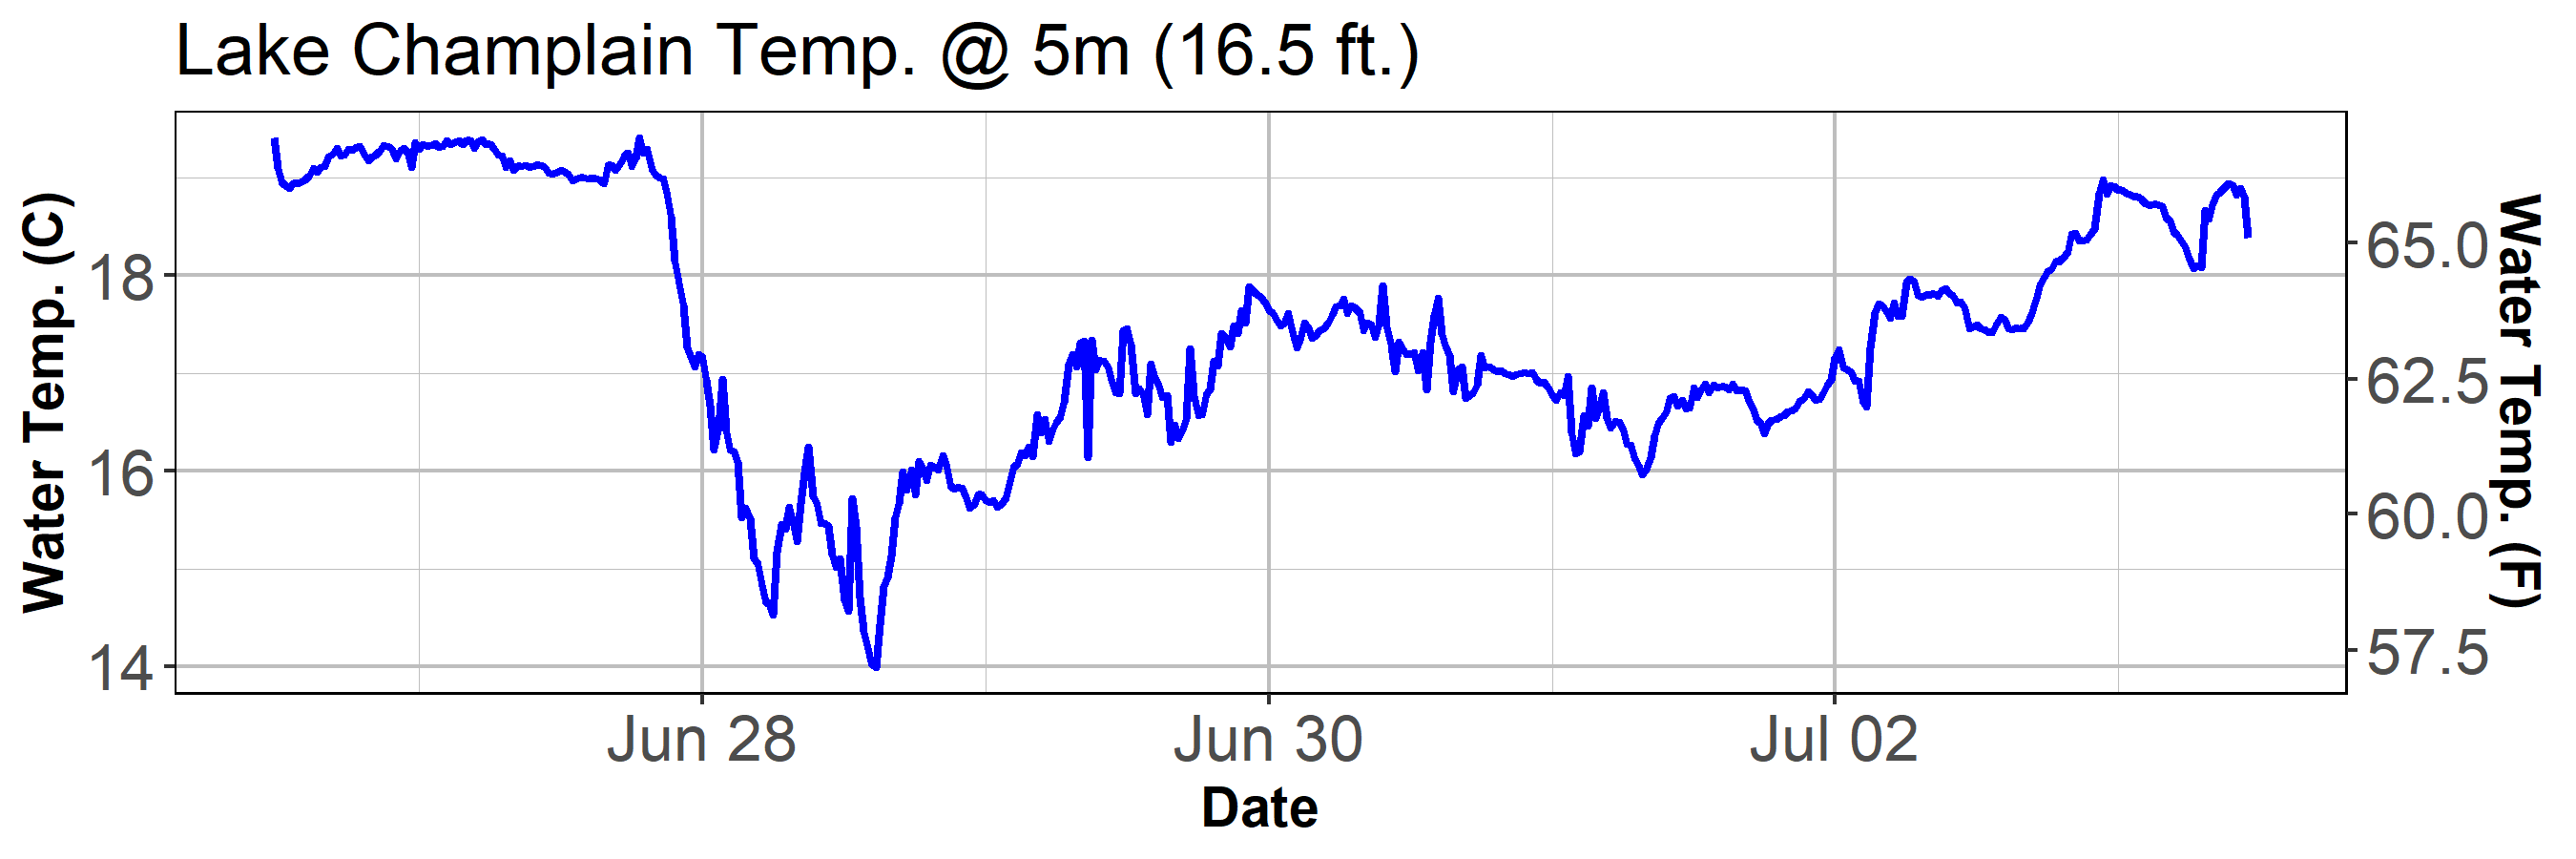 Lake Champlain Temp. @ 5m (16.5 ft.)
Water Temp. (C)
18
16
14
65.0
62.5
60.0
57.5
Water Temp. (F)
Jun 28
Jun 30
Jul 02
Date